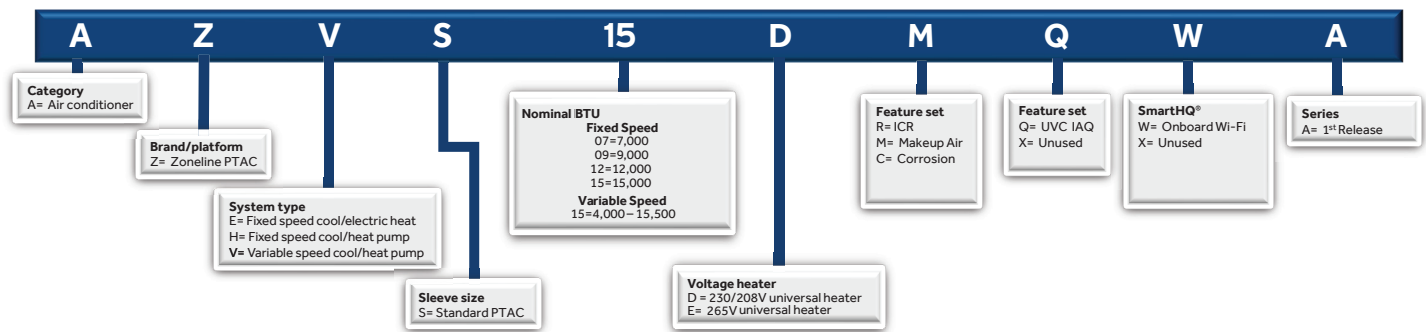 A Z V S 15 D M Q W A
Category
A= Air conditioner
Brand/platform
Z= Zoneline PTAC
System type
E= Fixed speed cool/electric heat
H= Fixed speed cool/heat pump
V= Variable speed cool/heat pump
Sleeve size
S= Standard PTAC
Nominal BTU
Fixed Speed
07=7,000
09=9,000
12=12,000
15=15,000
Variable Speed
15=4,000–15,500
Voltage heater
D = 230/208V universal heater
E= 265V universal heater
Feature set
R= ICR
M= Makeup Air
C= Corrosion
Feature set
Q= UVC IAQ
X= Unused
SmartHQ®
W= Onboard Wi-Fi
X= Unused
Series
A= 1st Release